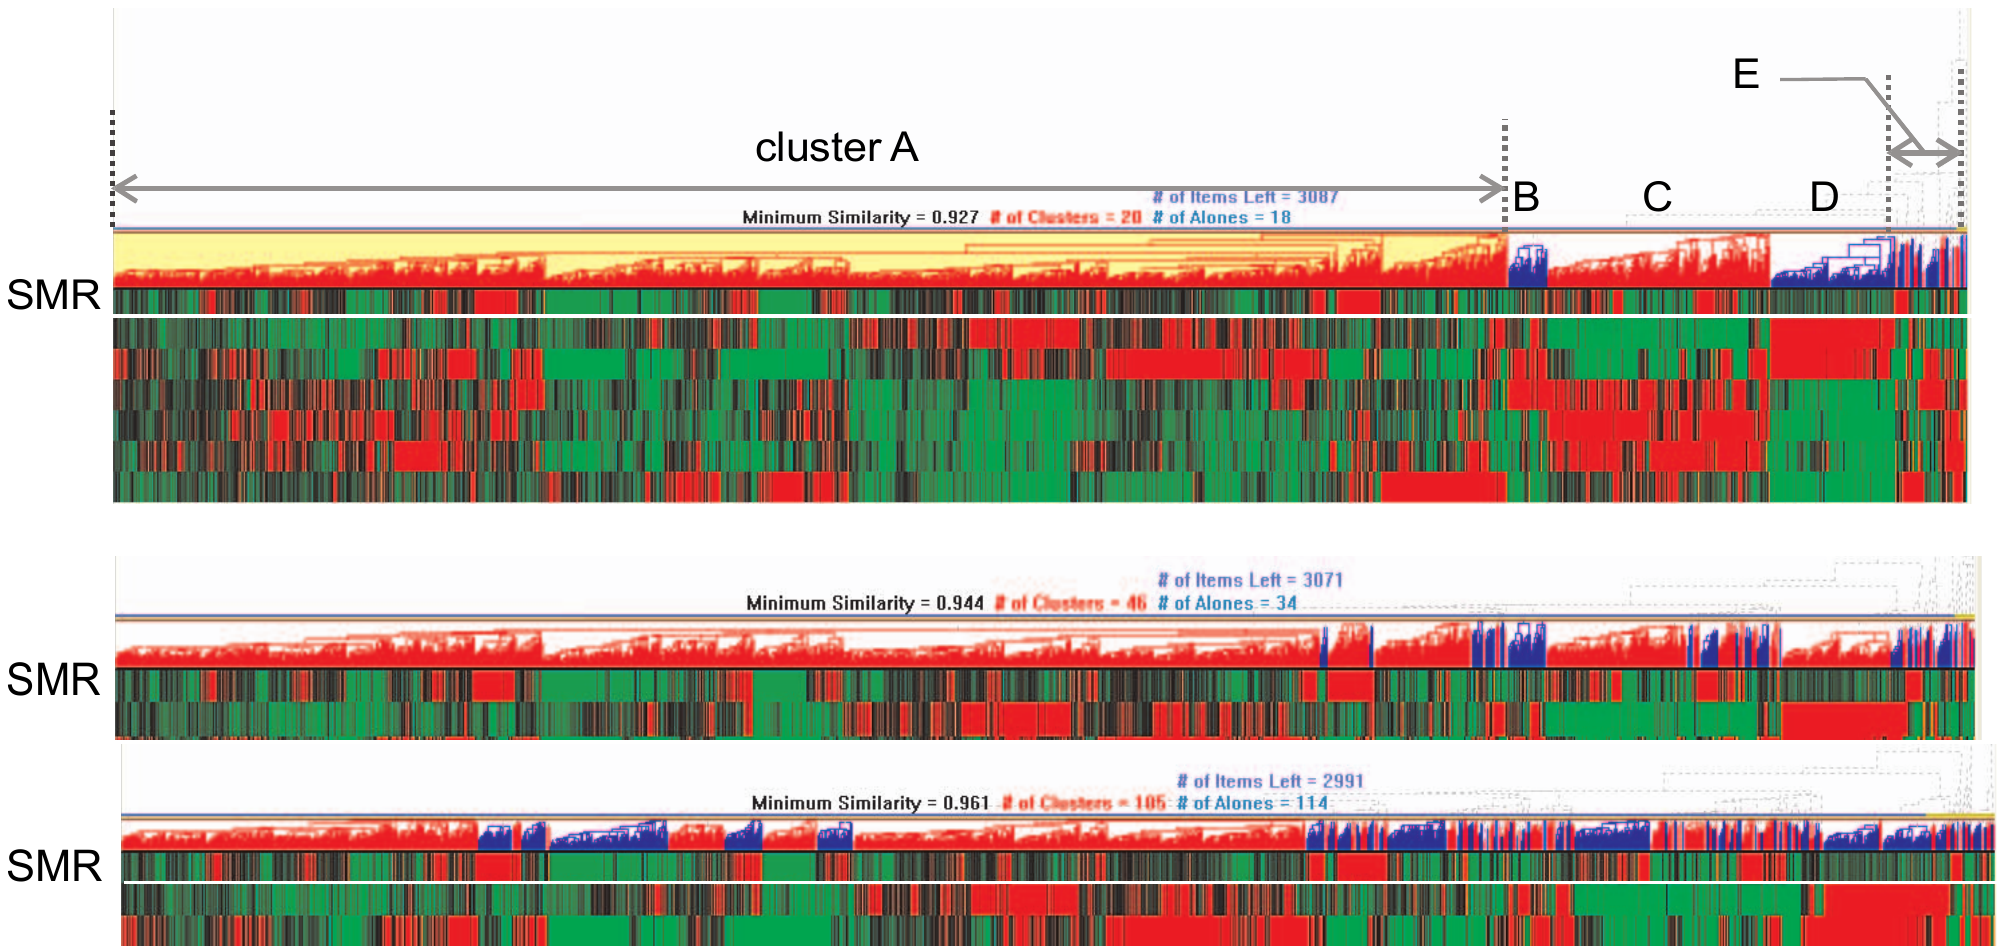 E
cluster A
B C D
# of Items Left = 3087
Minimum Similarity = 0.927 # of Clusters = 20 # of Alones = 18
SMR
# of Items Left = 3071
Minimum Similarity = 0.944 # of Clusters = 46 # of Alones = 34
SMR
# of Items Left = 2991
Minimum Similarity = 0.961 # of Clusters = 105 # of Alones = 114
SMR